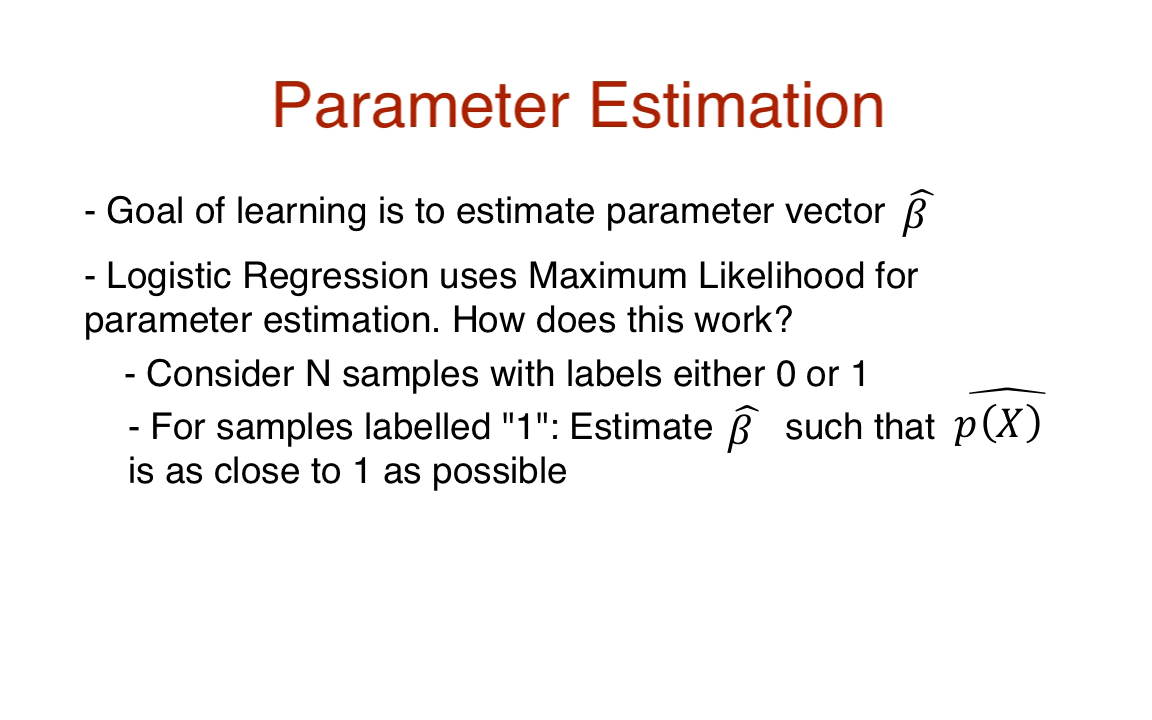 Parameter Estimation
- Goal of learning is to estimate parameter vector β̂
- Logistic Regression uses Maximum Likelihood for
parameter estimation. How does this work?
- Consider N samples with labels either 0 or 1
- For samples labelled "1": Estimate β̂ such that \widehat{p(X)}
is as close to 1 as possible